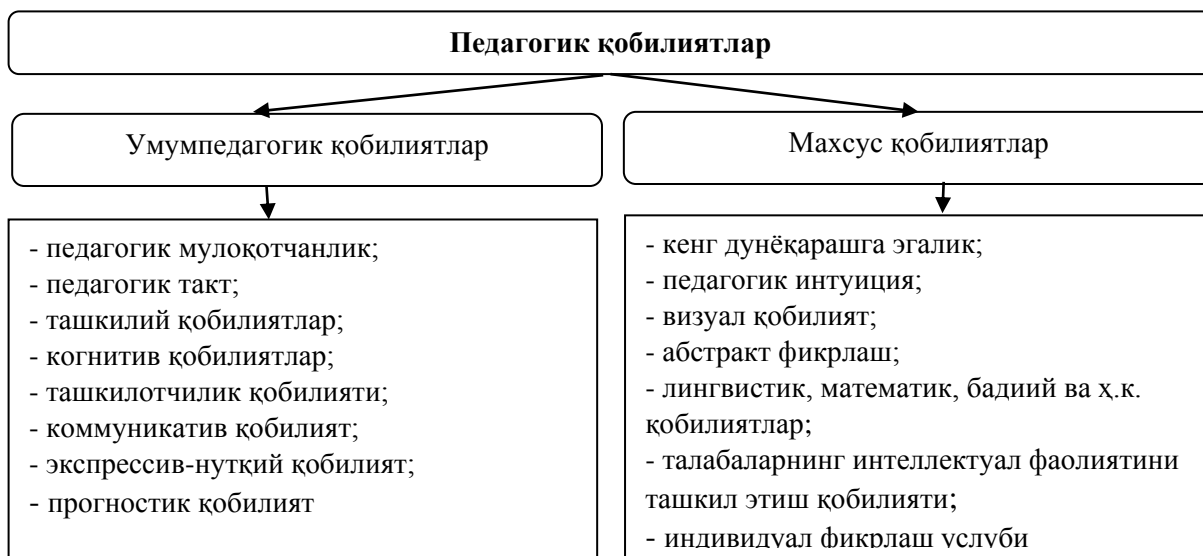 Педагогик қобилиятлар
Умумпедагогик қобилиятлар
Махсус қобилиятлар
- педагогик мулоқотчанлик;
- педагогик такт;
- ташкилий қобилиятлар;
- когнитив қобилиятлар;
- ташкилотчилик қобилияти;
- коммуникатив қобилият;
- экспрессив-нутқий қобилият;
- прогностик қобилият
- кенг дунёқарашга эгалик;
- педагогик интуиция;
- визуал қобилият;
- абстракт фикрлаш;
- лингвистик, математик, бадиий ва ҳ.к.
қобилиятлар;
- талабаларнинг интеллектуал фаолиятини
ташкил этиш қобилияти;
- индивидуал фикрлаш услуби